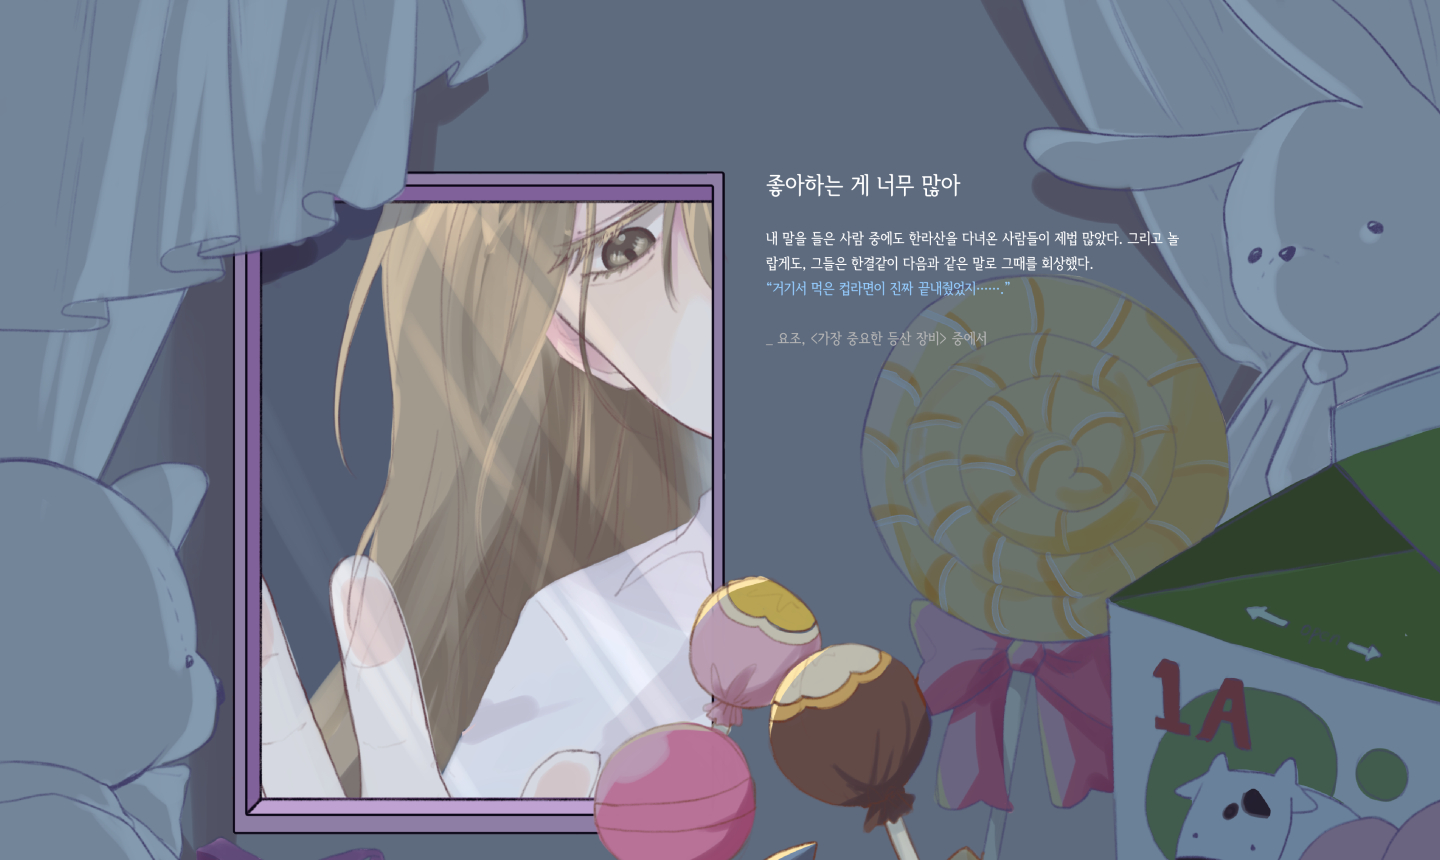 좋아하는 게 너무 많아
내 말을 들은 사람 중에도 한라산을 다녀온 사람들이 제법 많았다. 그리고 놀
랍게도, 그들은 한결같이 다음과 같은 말로 그때를 회상했다.
“거기서 먹은 컵라면이 진짜 끝내줬었지…….”
_ 요조, <가장 중요한 등산 장비> 중에서
1A